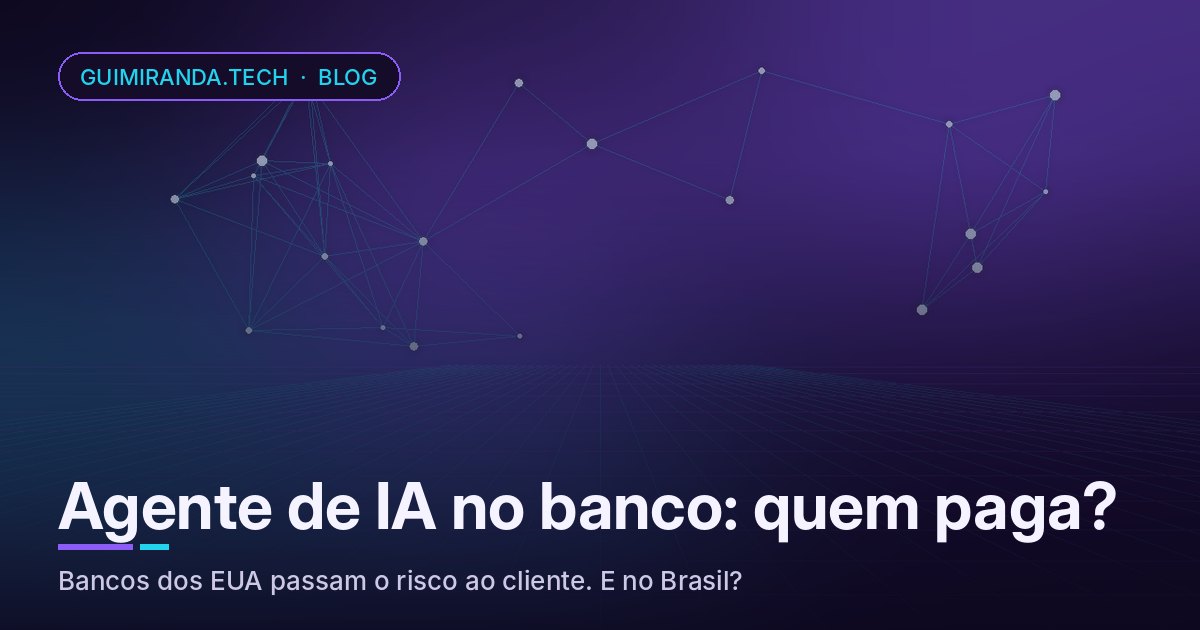 GUIMIRANDA.TECH · BLOG
Agente de IA no banco: quem paga?
Bancos dos EUA passam o risco ao cliente. E no Brasil?